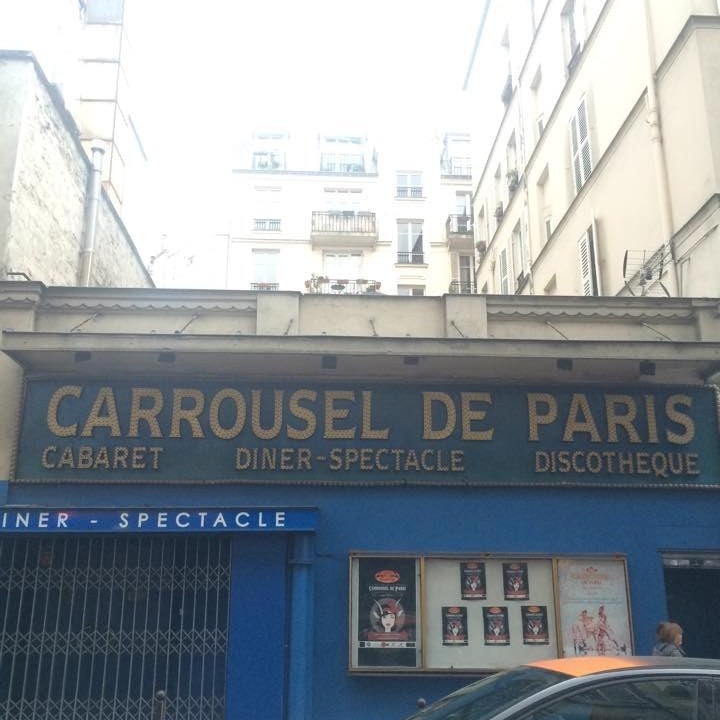 CARROUSEL DE PARIS
CABARET DINER-SPECTACLE DISCOTHEQUE
INER - SPECTACLE
CARROUSEL DE PARIS